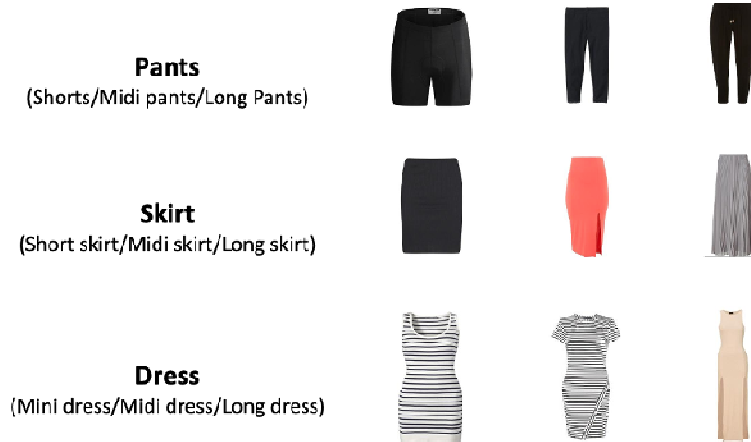 Pants
(Shorts/Midi pants/Long Pants)
Skirt
(Short skirt/Midi skirt/Long skirt)
Dress
(Mini dress/Midi dress/Long dress)